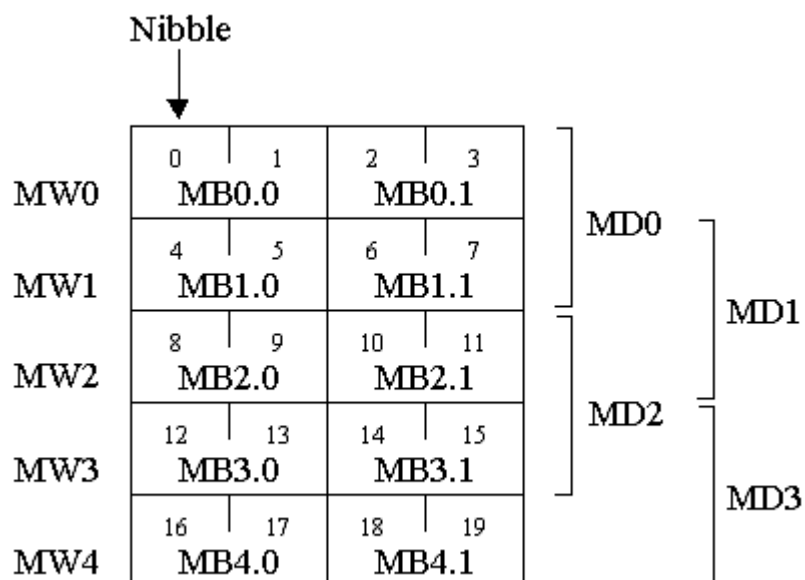 Nibble
0 1 2 3
MW0 MB0.0 MB0.1
MD0
4 5 6 7
MW1 MB1.0 MB1.1
MD1
8 9 10 11
MW2 MB2.0 MB2.1
MD2
12 13 14 15
MW3 MB3.0 MB3.1
MD3
16 17 18 19
MW4 MB4.0 MB4.1